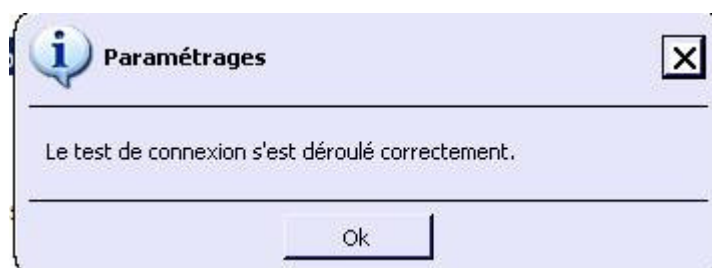 Paramétrages
Le test de connexion s'est déroulé correctement.
Ok